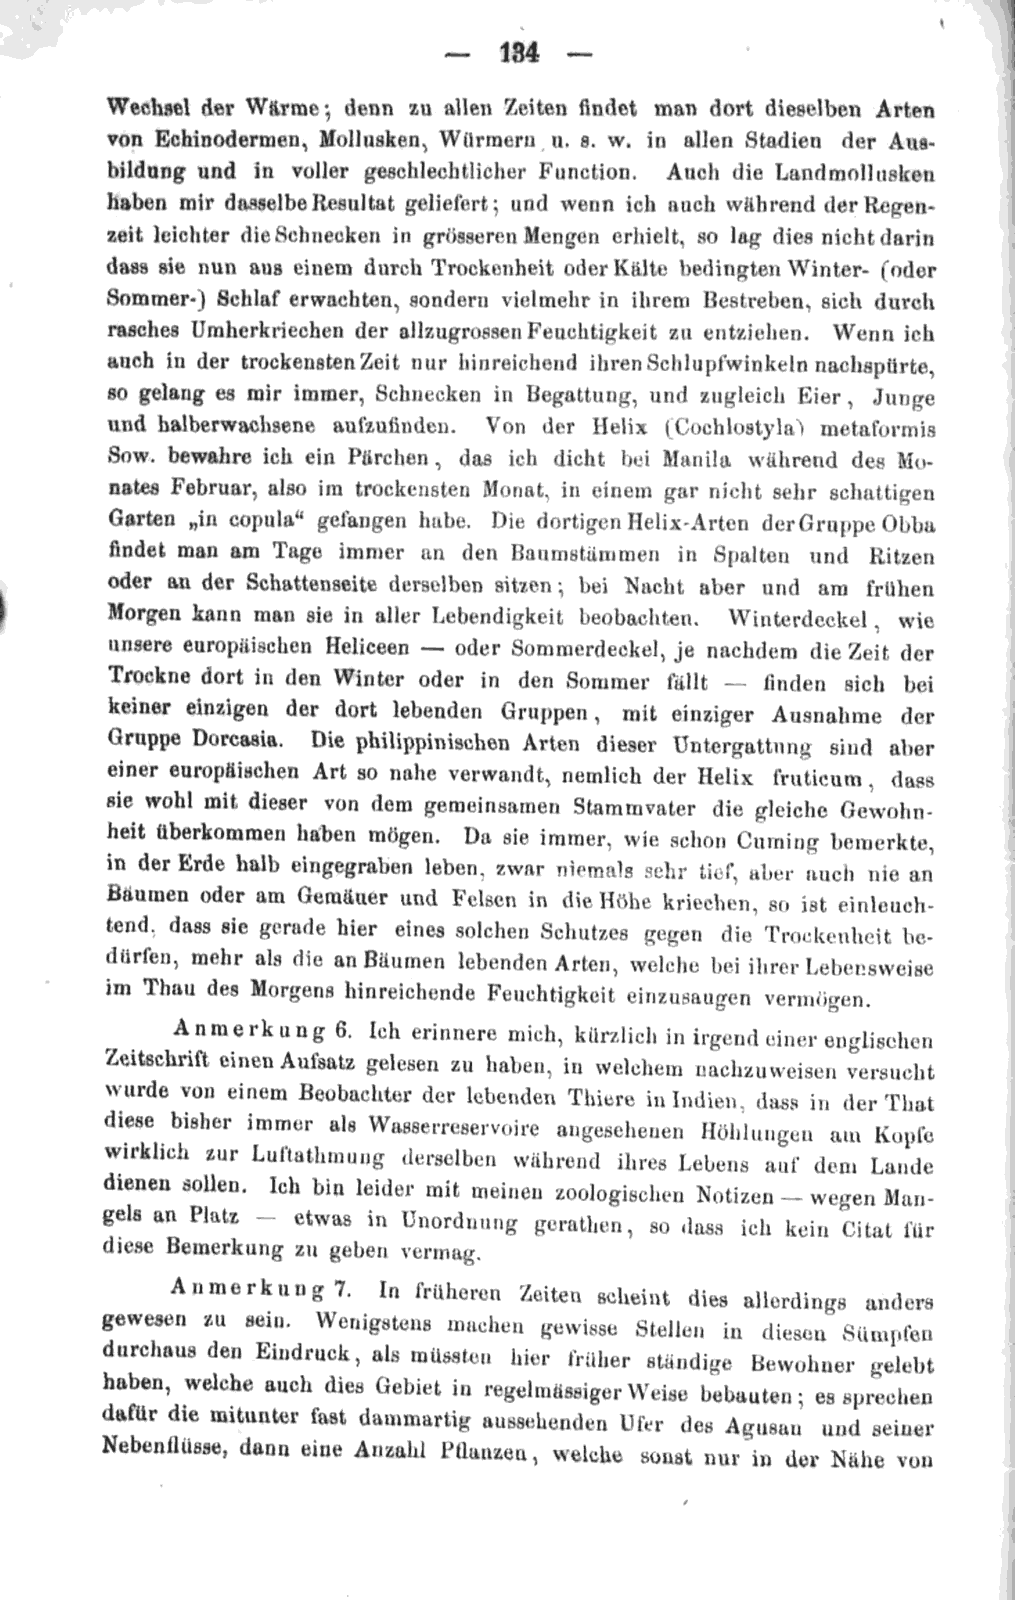 — 134 —
Wechsel der Wärme; denn zu allen Zeiten findet man dort dieselben Arten
von Echinodermen, Mollusken, Würmern u. s. w. in allen Stadien der Aus-
bildung und in voller geschlechtlicher Function. Auch die Landmollusken
haben mir dasselbe Resultat geliefert; und wenn ich auch während der Regen-
zeit leichter die Schnecken in grösseren Mengen erhielt, so lag dies nicht darin
dass sie nun aus einem durch Trockenheit oder Kälte bedingten Winter- (oder
Sommer-) Schlaf erwachten, sondern vielmehr in ihrem Bestreben, sich durch
rasches Umherkriechen der allzugrossen Feuchtigkeit zu entziehen. Wenn ich
auch in der trockensten Zeit nur hinreichend ihren Schlupfwinkeln nachspürte,
so gelang es mir immer, Schnecken in Begattung, und zugleich Eier, Junge
und halberwachsene aufzufinden. Von der Helix (Cochlostyla) metaformis
Sow. bewahre ich ein Pärchen, das ich dicht bei Manila während des Mo-
nates Februar, also im trockensten Monat, in einem gar nicht sehr schattigen
Garten „in copula“ gefangen habe. Die dortigen Helix-Arten der Gruppe Obba
findet man am Tage immer an den Baumstämmen in Spalten und Ritzen
oder an der Schattenseite derselben sitzen; bei Nacht aber und am frühen
Morgen kann man sie in aller Lebendigkeit beobachten. Winterdeckel, wie
unsere europäischen Heliceen — oder Sommerdeckel, je nachdem die Zeit der
Trockne dort in den Winter oder in den Sommer fällt — finden sich bei
keiner einzigen der dort lebenden Gruppen, mit einziger Ausnahme der
Gruppe Dorcasia. Die philippinischen Arten dieser Untergattung sind aber
einer europäischen Art so nahe verwandt, nemlich der Helix fruticum, dass
sie wohl mit dieser von dem gemeinsamen Stammvater die gleiche Gewohn-
heit überkommen haben mögen. Da sie immer, wie schon Cuming bemerkte,
in der Erde halb eingegraben leben, zwar niemals sehr tief, aber auch nie an
Bäumen oder am Gemäuer und Felsen in die Höhe kriechen, so ist einleuch-
tend, dass sie gerade hier eines solchen Schutzes gegen die Trockenheit be-
dürfen, mehr als die an Bäumen lebenden Arten, welche bei ihrer Lebensweise
im Thau des Morgens hinreichende Feuchtigkeit einzusaugen vermögen.
Anmerkung 6. Ich erinnere mich, kürzlich in irgend einer englischen
Zeitschrift einen Aufsatz gelesen zu haben, in welchem nachzuweisen versucht
wurde von einem Beobachter der lebenden Thiere in Indien, dass in der That
diese bisher immer als Wasserreservoire angesehenen Höhlungen am Kopfe
wirklich zur Luftathmung derselben während ihres Lebens auf dem Lande
dienen sollen. Ich bin leider mit meinen zoologischen Notizen — wegen Man-
gels an Platz — etwas in Unordnung gerathen, so dass ich kein Citat für
diese Bemerkung zu geben vermag.
Anmerkung 7. In früheren Zeiten scheint dies allerdings anders
gewesen zu sein. Wenigstens machen gewisse Stellen in diesen Sümpfen
durchaus den Eindruck, als müssten hier früher ständige Bewohner gelebt
haben, welche auch dies Gebiet in regelmässiger Weise bebauten; es sprechen
dafür die mitunter fast dammartig aussehenden Ufer des Agusan und seiner
Nebenflüsse, dann eine Anzahl Pflanzen, welche sonst nur in der Nähe von